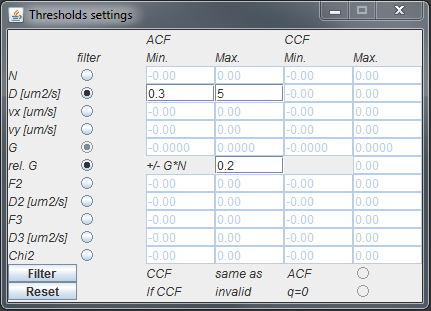 Thresholds settings
ACF CCF
filter Min. Max. Min. Max.
N -0.00 0.00 -0.00 0.00
D [um2/s] 0.3 5 -0.00 0.00
vx [um/s] -0.00 0.00 -0.00 0.00
vy [um/s] -0.00 0.00 -0.00 0.00
G -0.0000 0.0000 -0.0000 0.0000
rel. G +/- G*N 0.2 0.00
F2 -0.00 0.00 -0.00 0.00
D2 [um2/s] -0.00 0.00 -0.00 0.00
F3 -0.00 0.00 -0.00 0.00
D3 [um2/s] -0.00 0.00 -0.00 0.00
Chi2 -0.00 0.00 -0.00 0.00
Filter CCF same as ACF
Reset If CCF invalid q=0